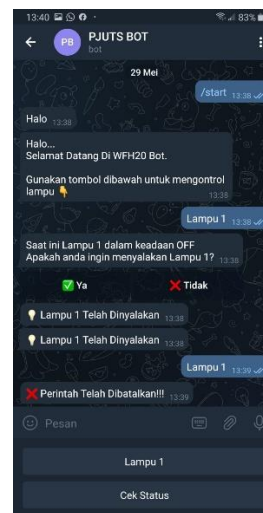 13:40
83%
PB
PJUTS BOT
bot
29 Mei
/start 13:38
Halo 13:38
Halo...
Selamat Datang Di WFH20 Bot.
Gunakan tombol dibawah untuk mengontrol
lampu 👇 13:38
Lampu 1 13:38
Saat ini Lampu 1 dalam keadaan OFF
Apakah anda ingin menyalakan Lampu 1? 13:38
✅ Ya
❌ Tidak
💡 Lampu 1 Telah Dinyalakan 13:38
💡 Lampu 1 Telah Dinyalakan 13:38
Lampu 1 13:39
❌ Perintah Telah Dibatalkan!!! 13:39
Pesan
Lampu 1
Cek Status